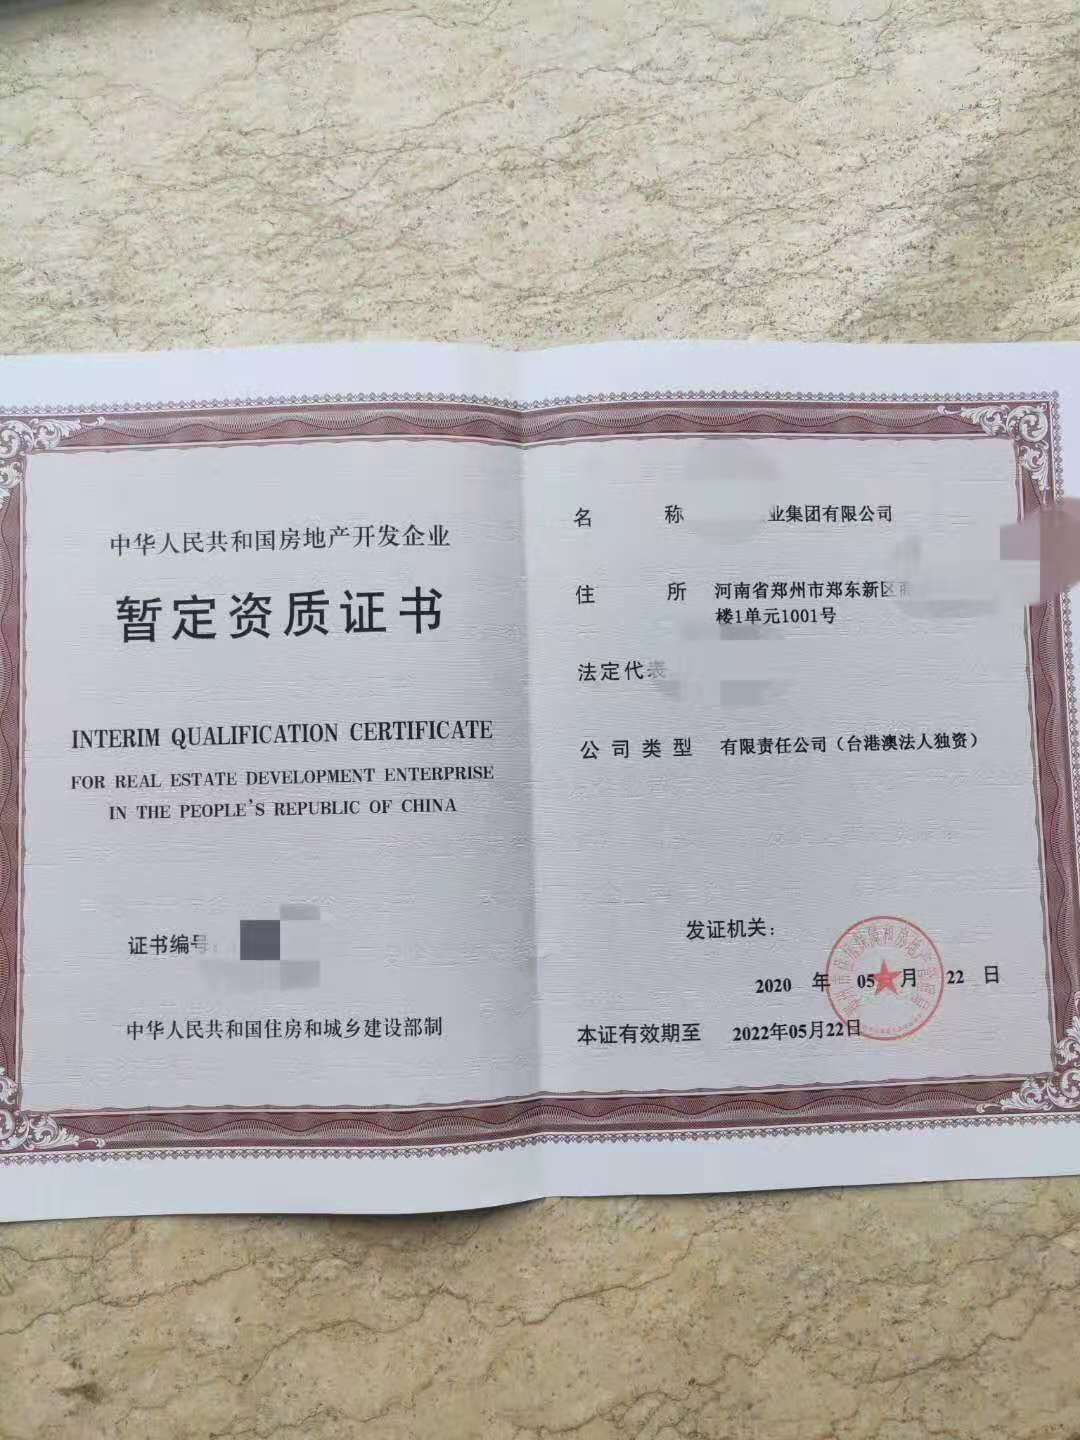 中华人民共和国房地产开发企业
暂定资质证书
INTERIM QUALIFICATION CERTIFICATE
FOR REAL ESTATE DEVELOPMENT ENTERPRISE
IN THE PEOPLE'S REPUBLIC OF CHINA
证书编号:
中华人民共和国住房和城乡建设部制
名 称 业集团有限公司
住 所 河南省郑州市郑东新区
楼1单元1001号
法定代表
公司类型 有限责任公司（台港澳法人独资）
发证机关：
2020 年 05 月 22 日
本证有效期至 2022年05月22日